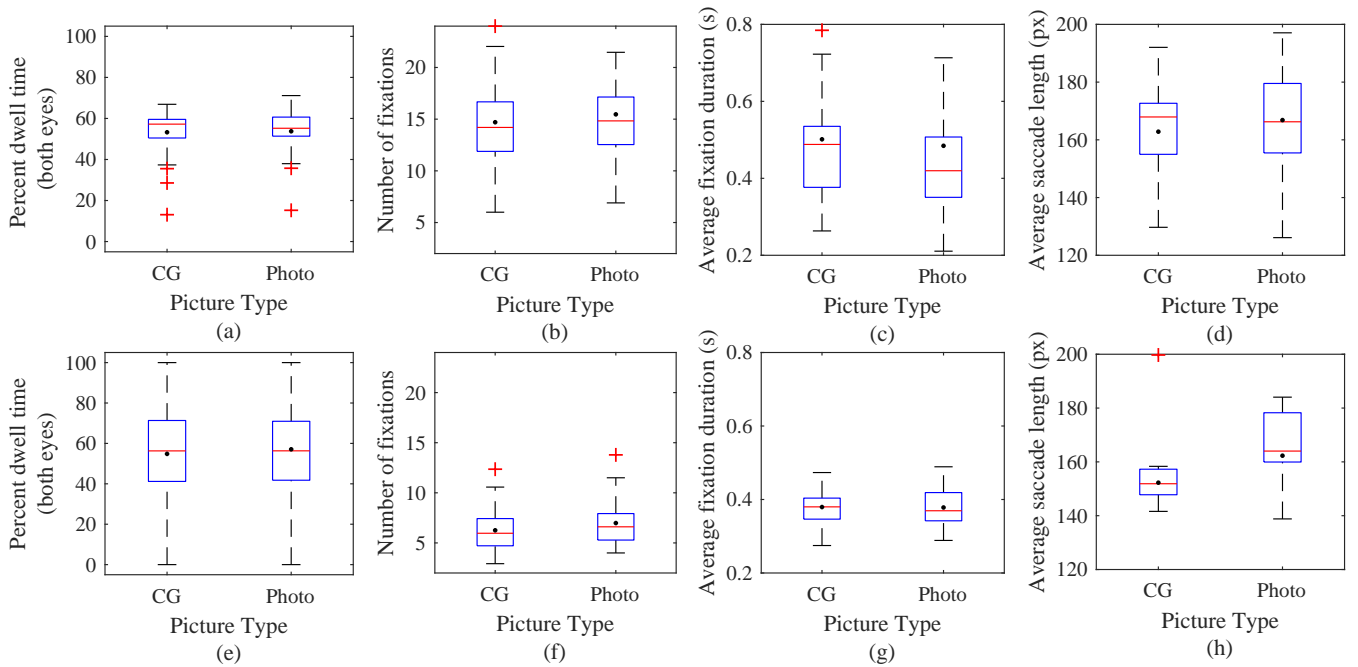 Percent dwell time
(both eyes)
100
80
60
40
20
0
CG Photo
Picture Type
(a)
Number of fixations
20
15
10
5
CG Photo
Picture Type
(b)
Average fixation duration (s)
0.8
0.6
0.4
0.2
CG Photo
Picture Type
(c)
Average saccade length (px)
200
180
160
140
120
CG Photo
Picture Type
(d)
Percent dwell time
(both eyes)
100
80
60
40
20
0
CG Photo
Picture Type
(e)
Number of fixations
20
15
10
5
CG Photo
Picture Type
(f)
Average fixation duration (s)
0.8
0.6
0.4
0.2
CG Photo
Picture Type
(g)
Average saccade length (px)
200
180
160
140
120
CG Photo
Picture Type
(h)